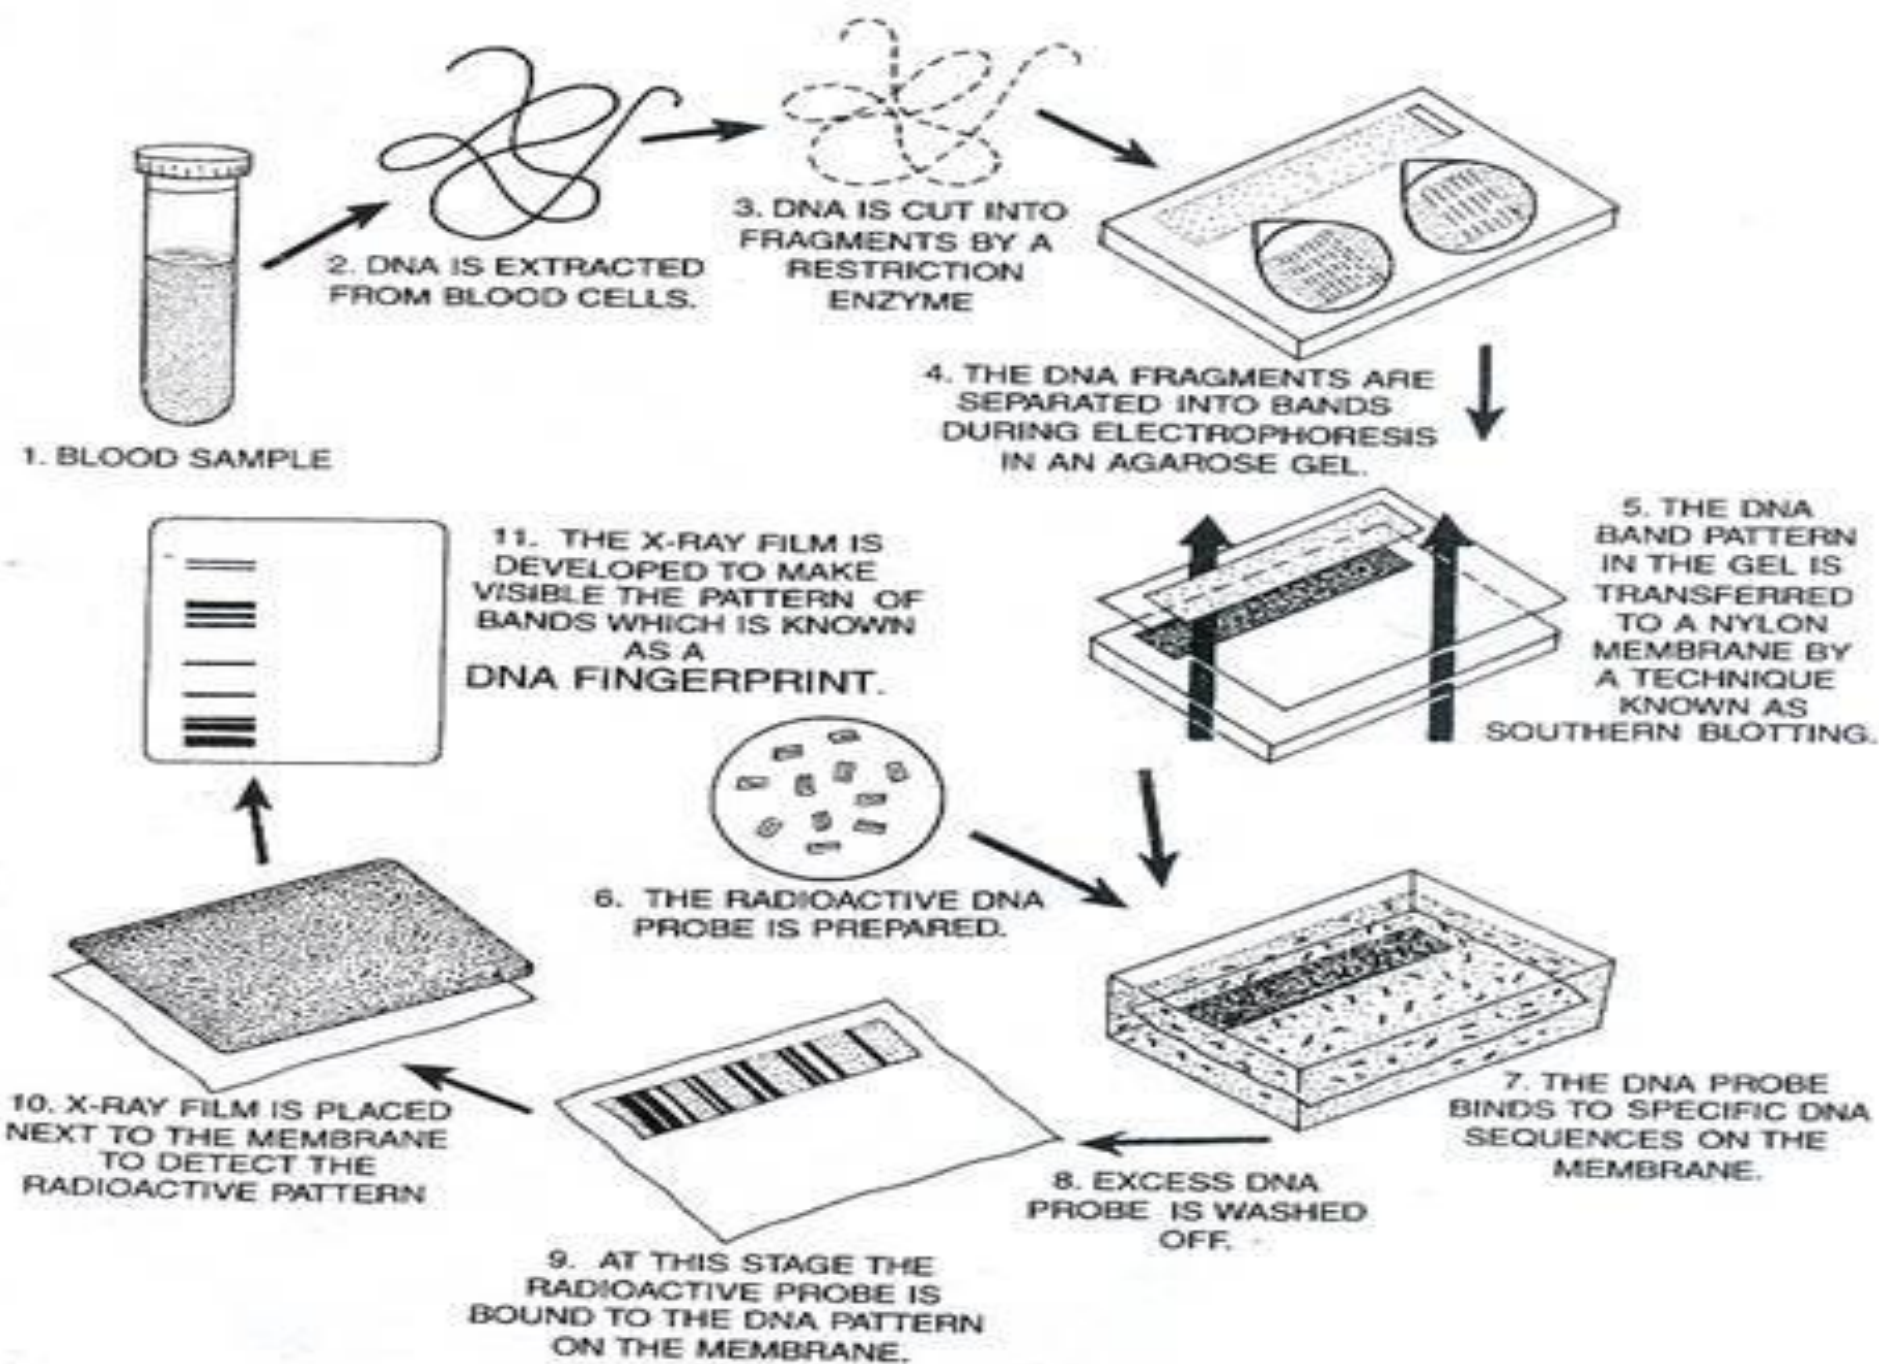 1. BLOOD SAMPLE
2. DNA IS EXTRACTED
FROM BLOOD CELLS.
3. DNA IS CUT INTO
FRAGMENTS BY A
RESTRICTION
ENZYME
4. THE DNA FRAGMENTS ARE
SEPARATED INTO BANDS
DURING ELECTROPHORESIS
IN AN AGAROSE GEL.
5. THE DNA
BAND PATTERN
IN THE GEL IS
TRANSFERRED
TO A NYLON
MEMBRANE BY
A TECHNIQUE
KNOWN AS
SOUTHERN BLOTTING.
6. THE RADIOACTIVE DNA
PROBE IS PREPARED.
7. THE DNA PROBE
BINDS TO SPECIFIC DNA
SEQUENCES ON THE
MEMBRANE.
8. EXCESS DNA
PROBE IS WASHED
OFF.
9. AT THIS STAGE THE
RADIOACTIVE PROBE IS
BOUND TO THE DNA PATTERN
ON THE MEMBRANE.
10. X-RAY FILM IS PLACED
NEXT TO THE MEMBRANE
TO DETECT THE
RADIOACTIVE PATTERN
11. THE X-RAY FILM IS
DEVELOPED TO MAKE
VISIBLE THE PATTERN OF
BANDS WHICH IS KNOWN
AS A
DNA FINGERPRINT.